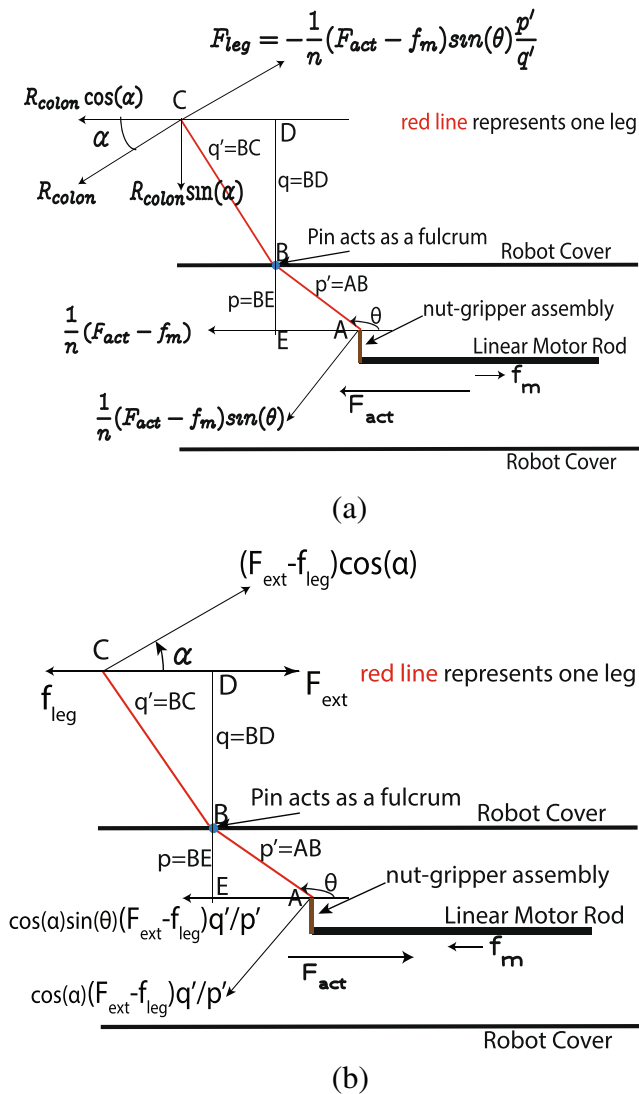 F_leg = -1/n (F_act - f_m)sin(θ) p'/q'
R_colon cos(α)
C
D
red line represents one leg
α
q'=BC
q=BD
R_colon
R_colon sin(α)
B
Pin acts as a fulcrum
Robot Cover
p=BE
p'=AB
θ
nut-gripper assembly
1/n (F_act - f_m)
E
A
Linear Motor Rod
f_m
F_act
1/n (F_act - f_m)sin(θ)
Robot Cover
(a)
(F_ext-f_leg)cos(α)
C
α
D
f_leg
F_ext
red line represents one leg
q'=BC
q=BD
B
Pin acts as a fulcrum
Robot Cover
p=BE
p'=AB
θ
nut-gripper assembly
E
A
cos(α)sin(θ)(F_ext-f_leg)q'/p'
Linear Motor Rod
f_m
F_act
cos(α)(F_ext-f_leg)q'/p'
Robot Cover
(b)